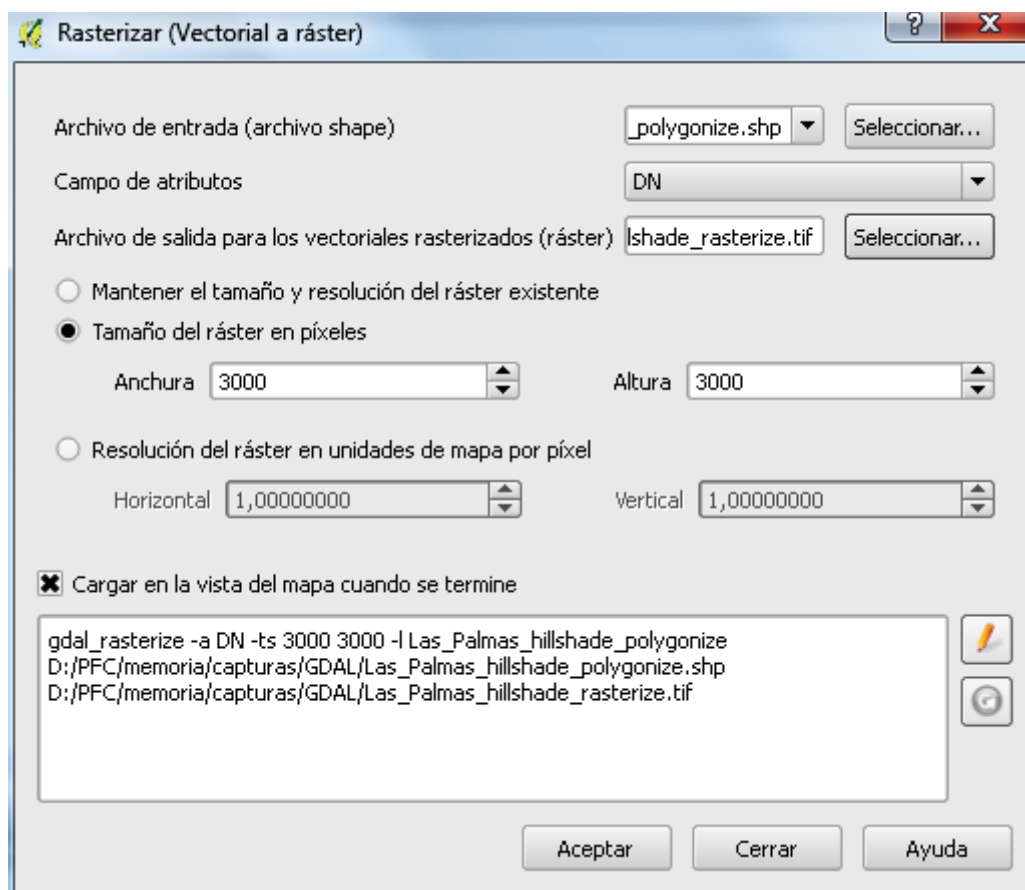 Rasterizar (Vectorial a ráster)
?
Archivo de entrada (archivo shape) _polygonize.shp Seleccionar...
Campo de atributos DN
Archivo de salida para los vectoriales rasterizados (ráster) lshade_rasterize.tif Seleccionar...
Mantener el tamaño y resolución del ráster existente
Tamaño del ráster en píxeles
Anchura 3000 Altura 3000
Resolución del ráster en unidades de mapa por píxel
Horizontal 1,00000000 Vertical 1,00000000
Cargar en la vista del mapa cuando se termine
gdal_rasterize -a DN -ts 3000 3000 -l Las_Palmas_hillshade_polygonize
D:/PFC/memoria/capturas/GDAL/Las_Palmas_hillshade_polygonize.shp
D:/PFC/memoria/capturas/GDAL/Las_Palmas_hillshade_rasterize.tif
Aceptar Cerrar Ayuda